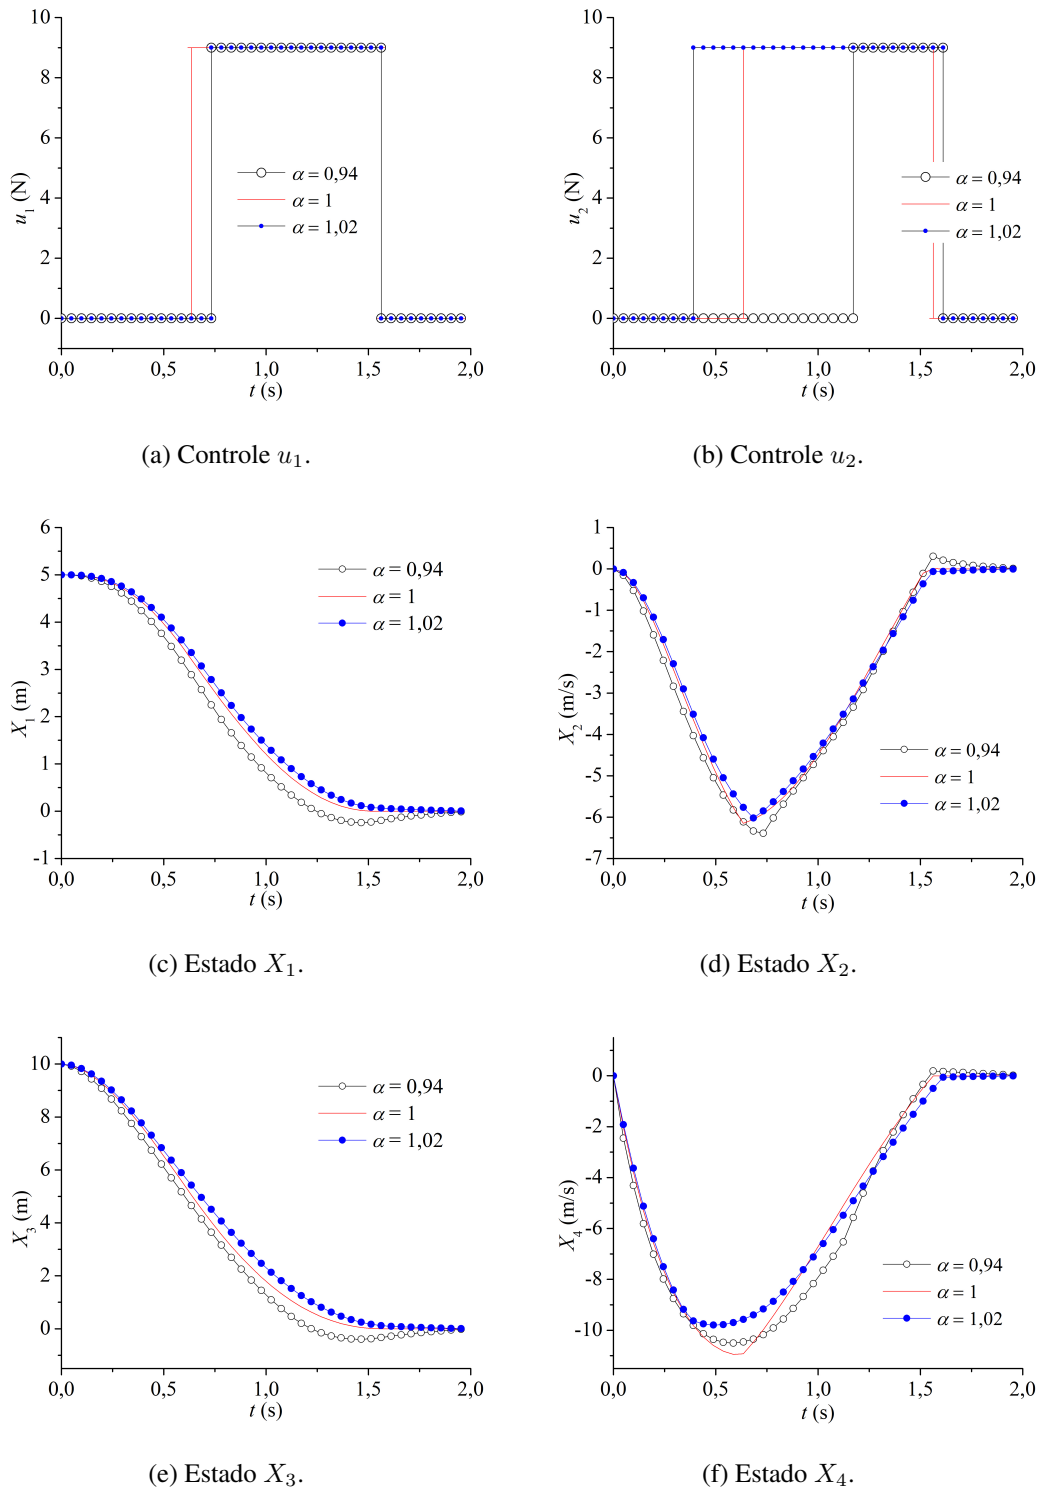 10
8
6
4
2
0
u1 (N)
α = 0,94
α = 1
α = 1,02
0,0 0,5 1,0 1,5 2,0
t (s)
(a) Controle u1.
10
8
6
4
2
0
u2 (N)
α = 0,94
α = 1
α = 1,02
0,0 0,5 1,0 1,5 2,0
t (s)
(b) Controle u2.
6
5
4
3
2
1
0
-1
X1 (m)
α = 0,94
α = 1
α = 1,02
0,0 0,5 1,0 1,5 2,0
t (s)
(c) Estado X1.
1
0
-1
-2
-3
-4
-5
-6
-7
X2 (m/s)
α = 0,94
α = 1
α = 1,02
0,0 0,5 1,0 1,5 2,0
t (s)
(d) Estado X2.
10
8
6
4
2
0
X3 (m)
α = 0,94
α = 1
α = 1,02
0,0 0,5 1,0 1,5 2,0
t (s)
(e) Estado X3.
0
-2
-4
-6
-8
-10
X4 (m/s)
α = 0,94
α = 1
α = 1,02
0,0 0,5 1,0 1,5 2,0
t (s)
(f) Estado X4.